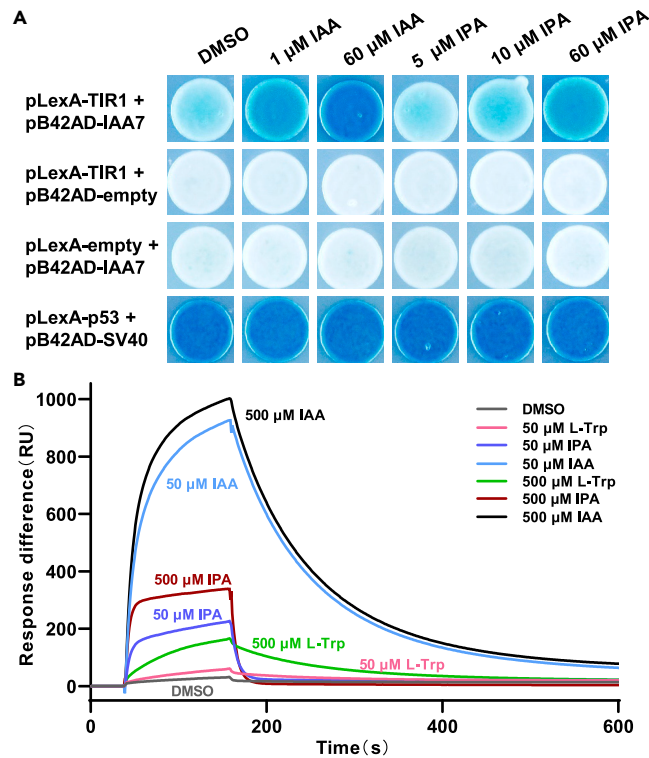 A
DMSO
1 µM IAA
60 µM IAA
5 µM IPA
10 µM IPA
60 µM IPA
pLexA-TIR1 +
pB42AD-IAA7
pLexA-TIR1 +
pB42AD-empty
pLexA-empty +
pB42AD-IAA7
pLexA-p53 +
pB42AD-SV40
B
Response difference(RU)
1000
800
600
400
200
0
500 µM IAA
50 µM IAA
500 µM IPA
50 µM IPA
500 µM L-Trp
50 µM L-Trp
DMSO
DMSO
50 µM L-Trp
50 µM IPA
50 µM IAA
500 µM L-Trp
500 µM IPA
500 µM IAA
0
200
400
600
Time(s)